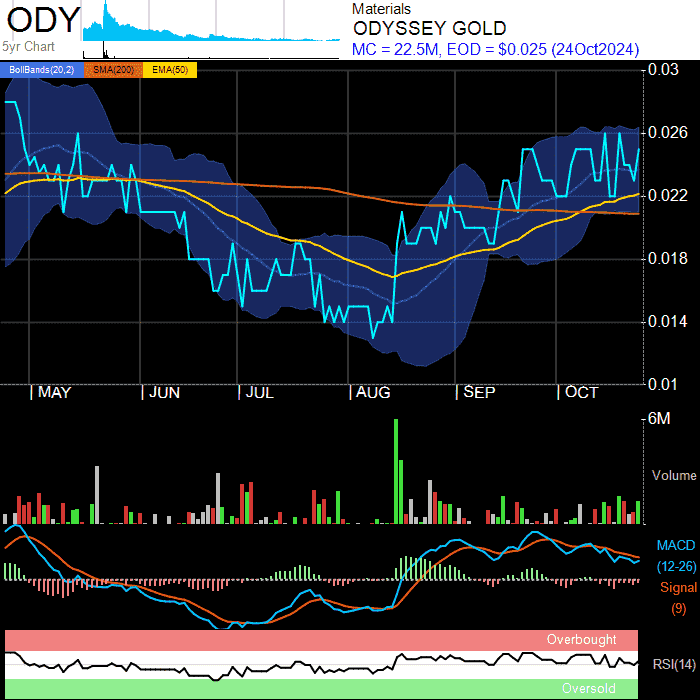 ODY
5yr Chart
Materials
ODYSSEY GOLD
MC = 22.5M, EOD = $0.025 (24Oct2024)
BollBands(20,2) SMA(200) EMA(50)
0.03
0.026
0.022
0.018
0.014
0.01
MAY JUN JUL AUG SEP OCT
6M
Volume
MACD
(12-26)
Signal
(9)
Overbought
RSI(14)
Oversold